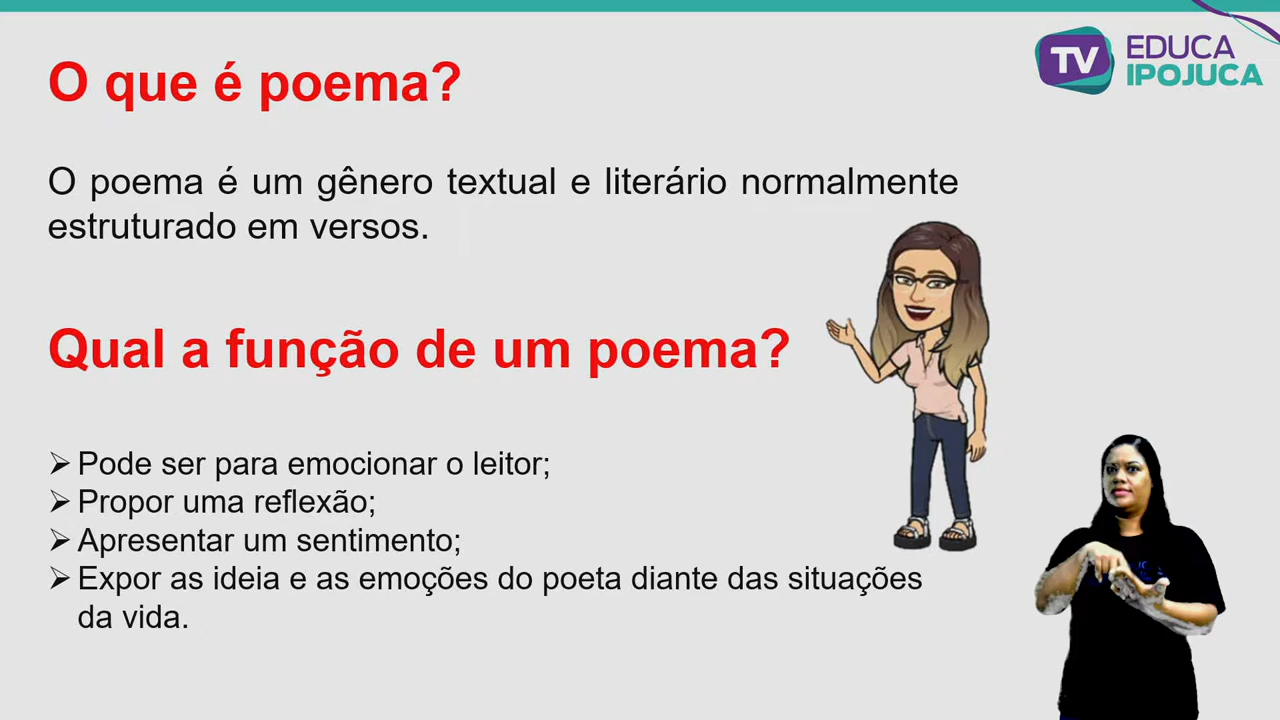 O que é poema?
TV EDUCA
IPOJUCA
O poema é um gênero textual e literário normalmente
estruturado em versos.
Qual a função de um poema?
➢ Pode ser para emocionar o leitor;
➢ Propor uma reflexão;
➢ Apresentar um sentimento;
➢ Expor as ideia e as emoções do poeta diante das situações
da vida.